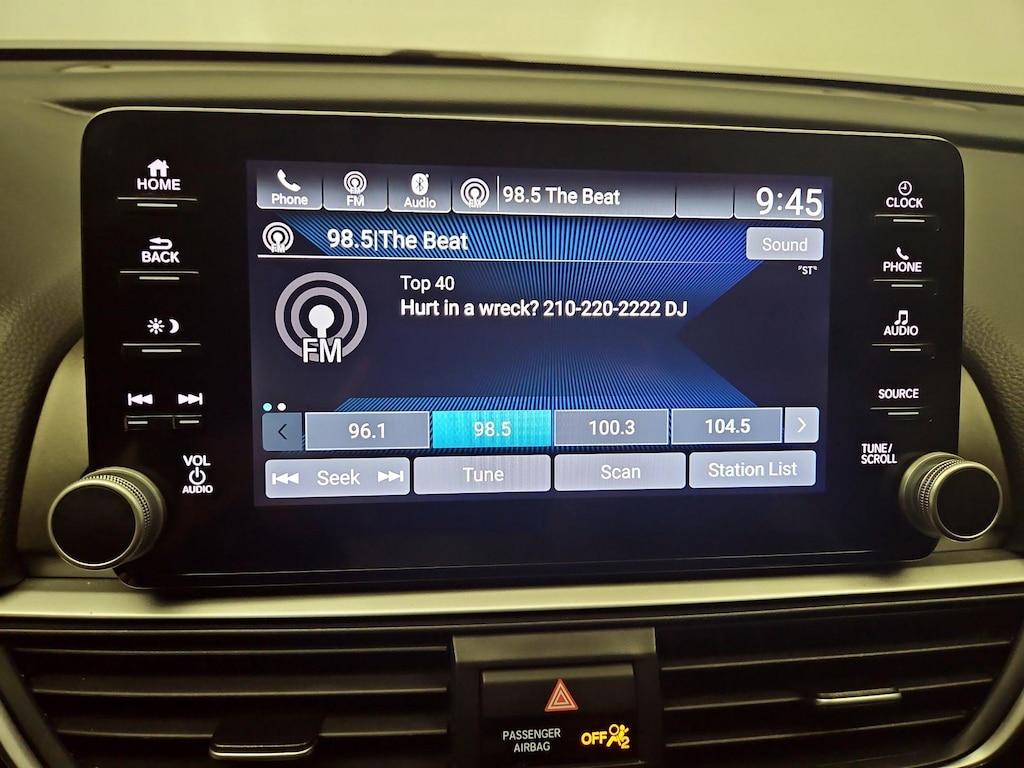 HOME
BACK
VOL
AUDIO
Phone
FM
Audio
98.5 The Beat
9:45
FM
98.5|The Beat
Sound
"ST"
Top 40
Hurt in a wreck? 210-220-2222 DJ
FM
96.1
98.5
100.3
104.5
Seek
Tune
Scan
Station List
CLOCK
PHONE
AUDIO
SOURCE
TUNE/
SCROLL
PASSENGER
AIRBAG
OFF
2